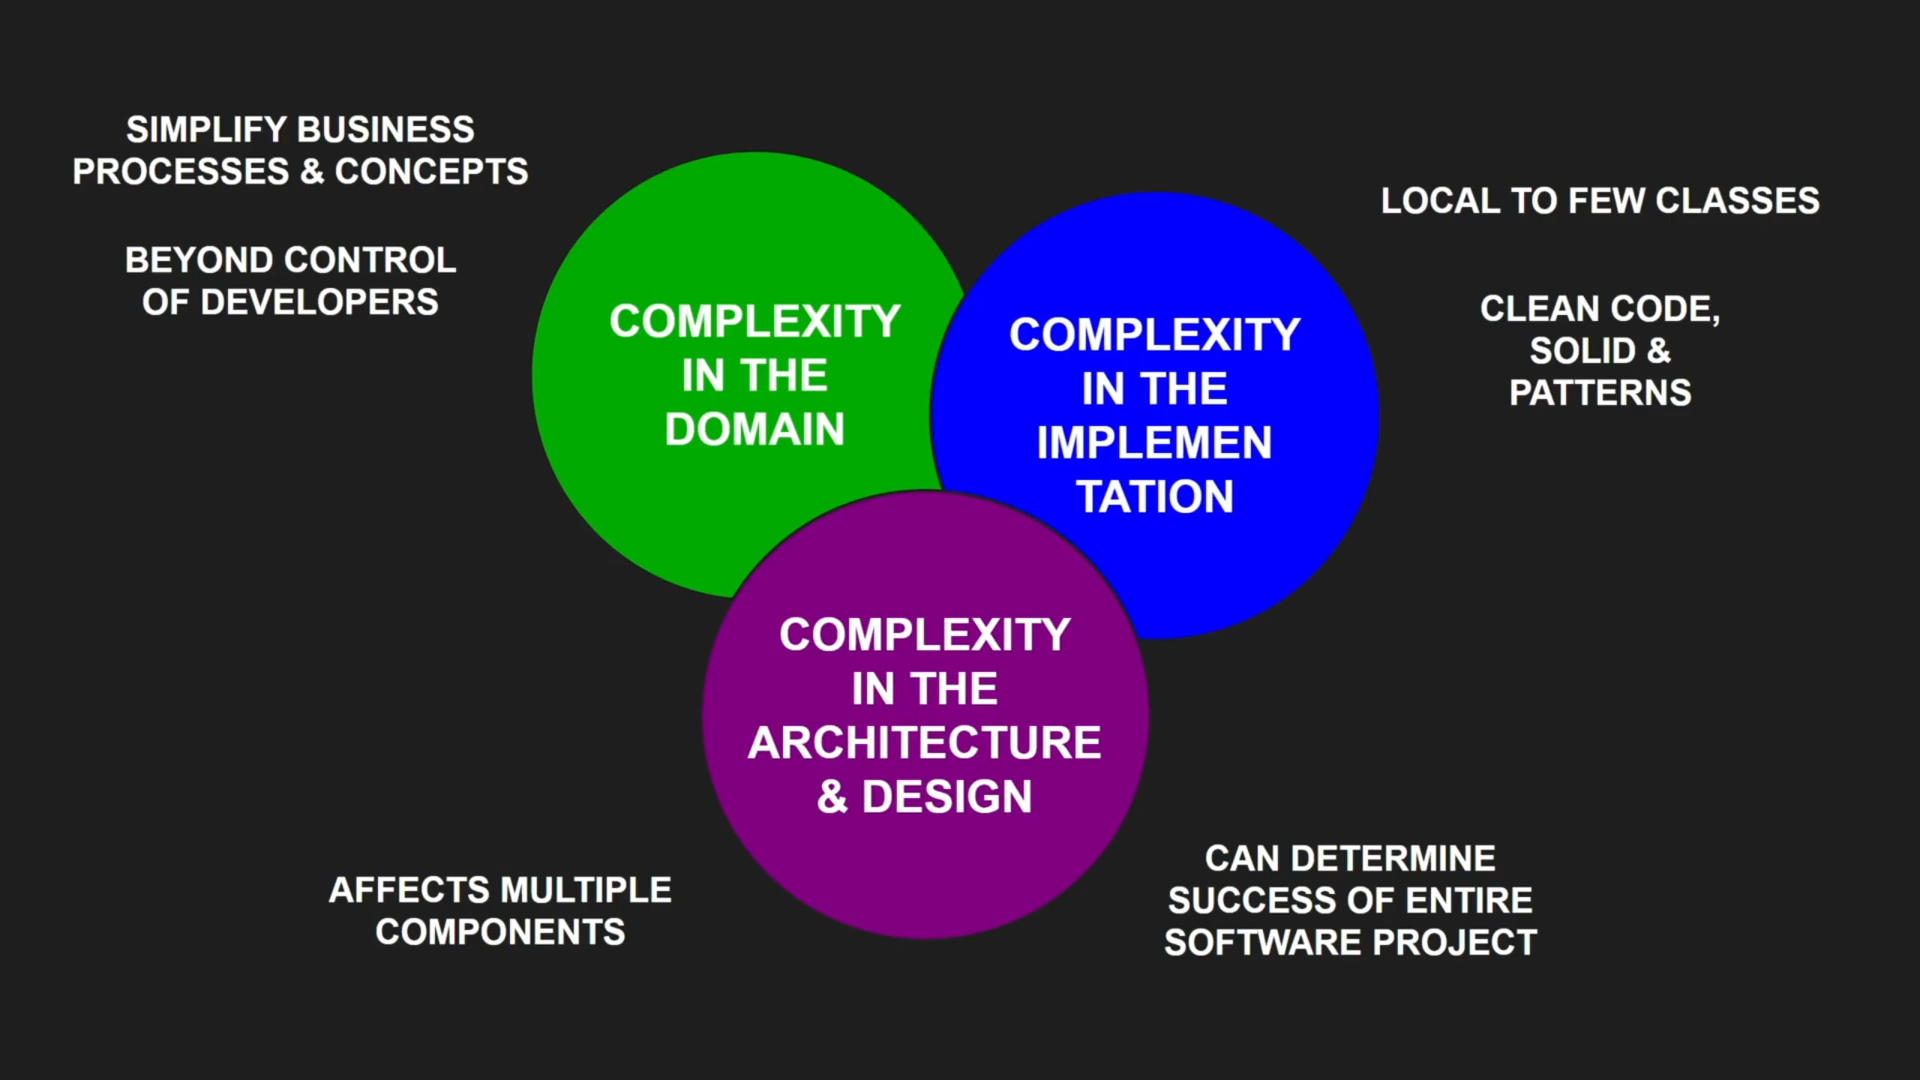 SIMPLIFY BUSINESS
PROCESSES & CONCEPTS
BEYOND CONTROL
OF DEVELOPERS
COMPLEXITY
IN THE
DOMAIN
COMPLEXITY
IN THE
IMPLEMEN
TATION
LOCAL TO FEW CLASSES
CLEAN CODE,
SOLID &
PATTERNS
COMPLEXITY
IN THE
ARCHITECTURE
& DESIGN
AFFECTS MULTIPLE
COMPONENTS
CAN DETERMINE
SUCCESS OF ENTIRE
SOFTWARE PROJECT